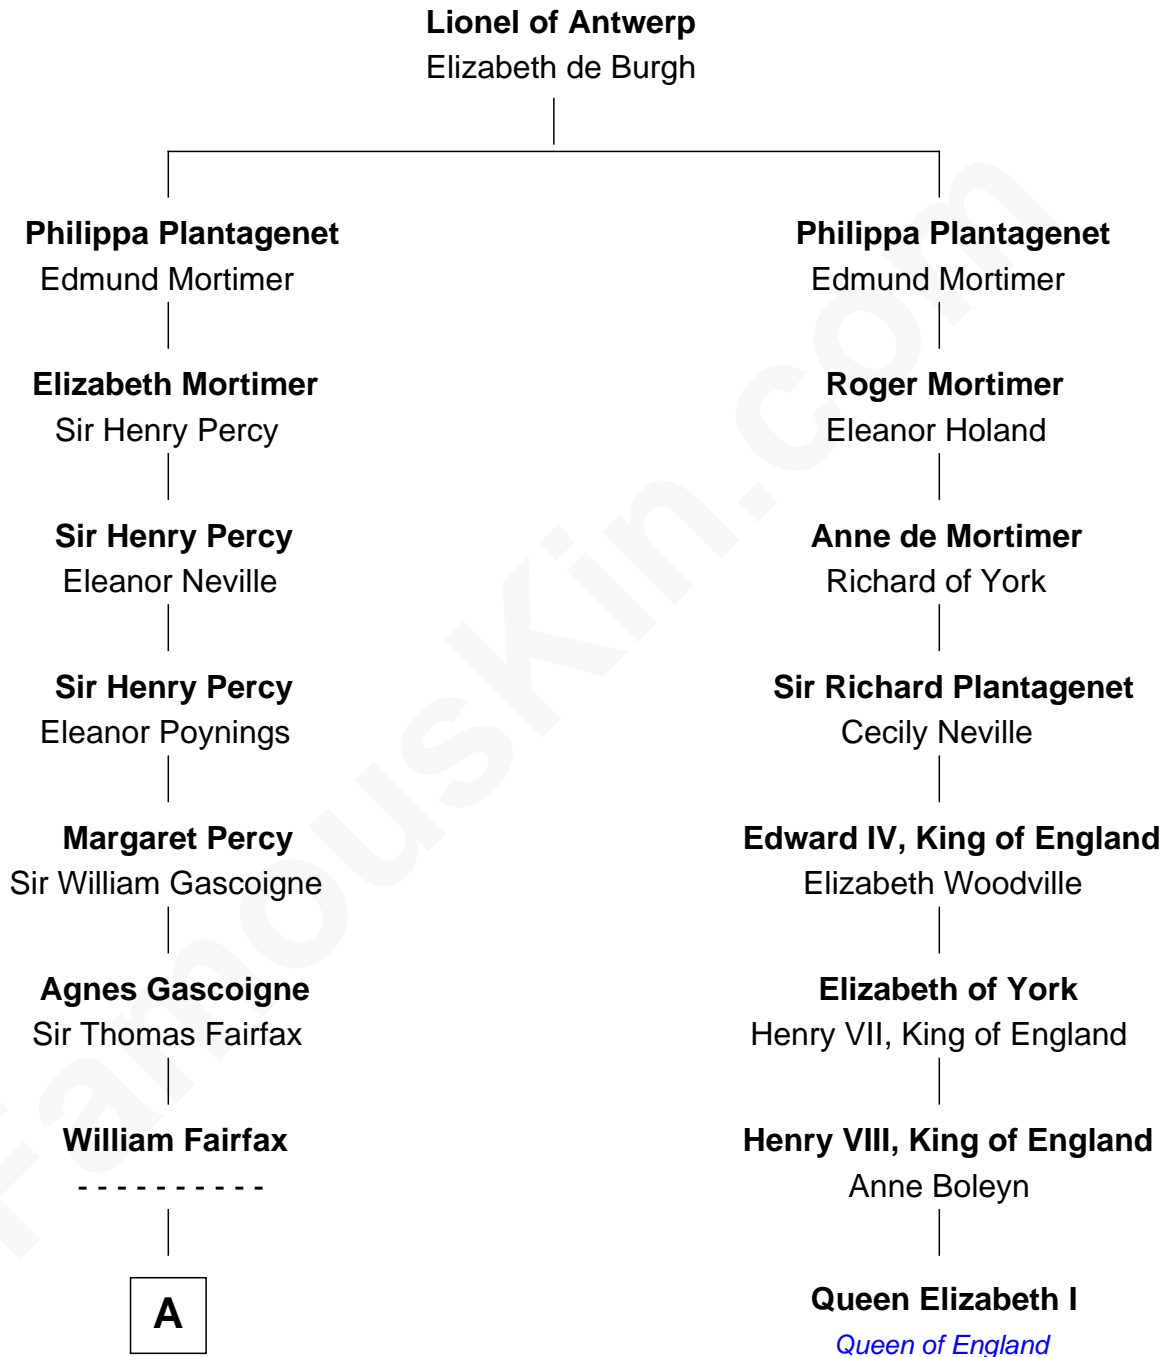 Lionel of Antwerp
Elizabeth de Burgh
Philippa Plantagenet
Edmund Mortimer
Elizabeth Mortimer
Sir Henry Percy
Sir Henry Percy
Eleanor Neville
Sir Henry Percy
Eleanor Poynings
Margaret Percy
Sir William Gascoigne
Agnes Gascoigne
Sir Thomas Fairfax
William Fairfax
- - - - - - - - - -
A
Philippa Plantagenet
Edmund Mortimer
Roger Mortimer
Eleanor Holand
Anne de Mortimer
Richard of York
Sir Richard Plantagenet
Cecily Neville
Edward IV, King of England
Elizabeth Woodville
Elizabeth of York
Henry VII, King of England
Henry VIII, King of England
Anne Boleyn
Queen Elizabeth I
Queen of England
FamousKin.com